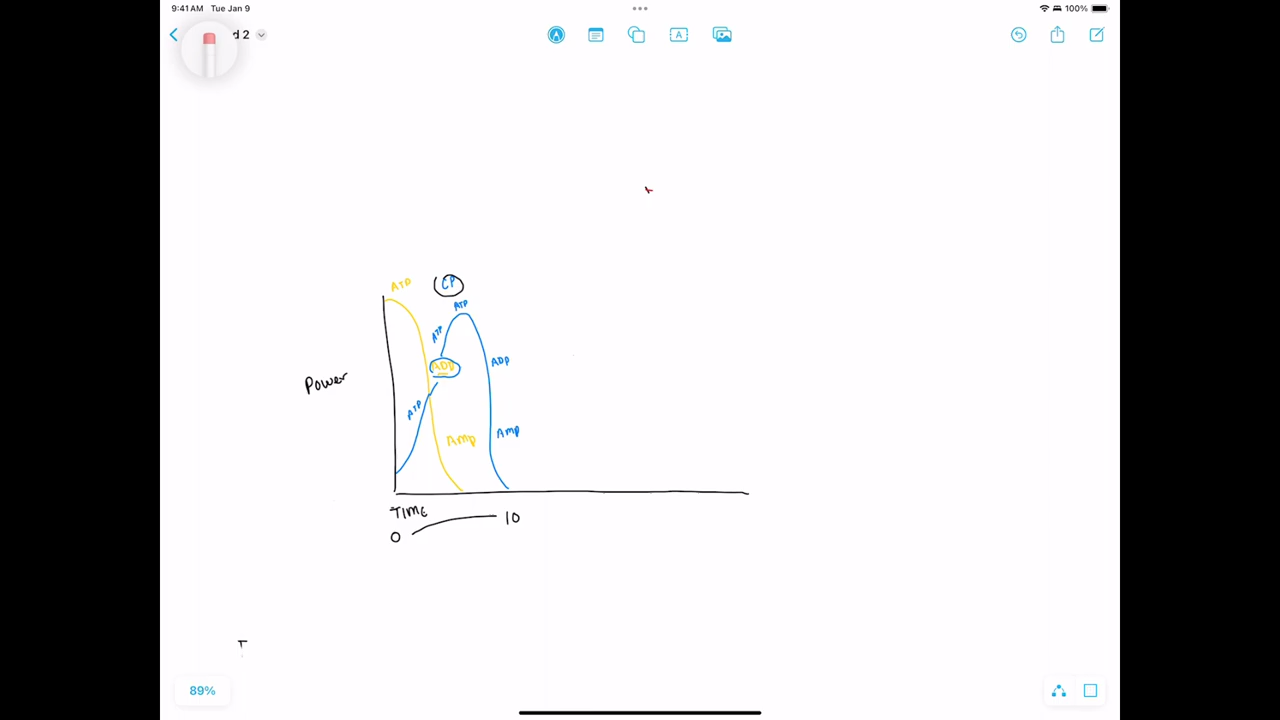 9:41 AM Tue Jan 9
100%
d 2
A
ATP
CP
ATP
ATP
ADP
ADP
Power
ATP
AMP
AMP
TIME
0
10
T
89%